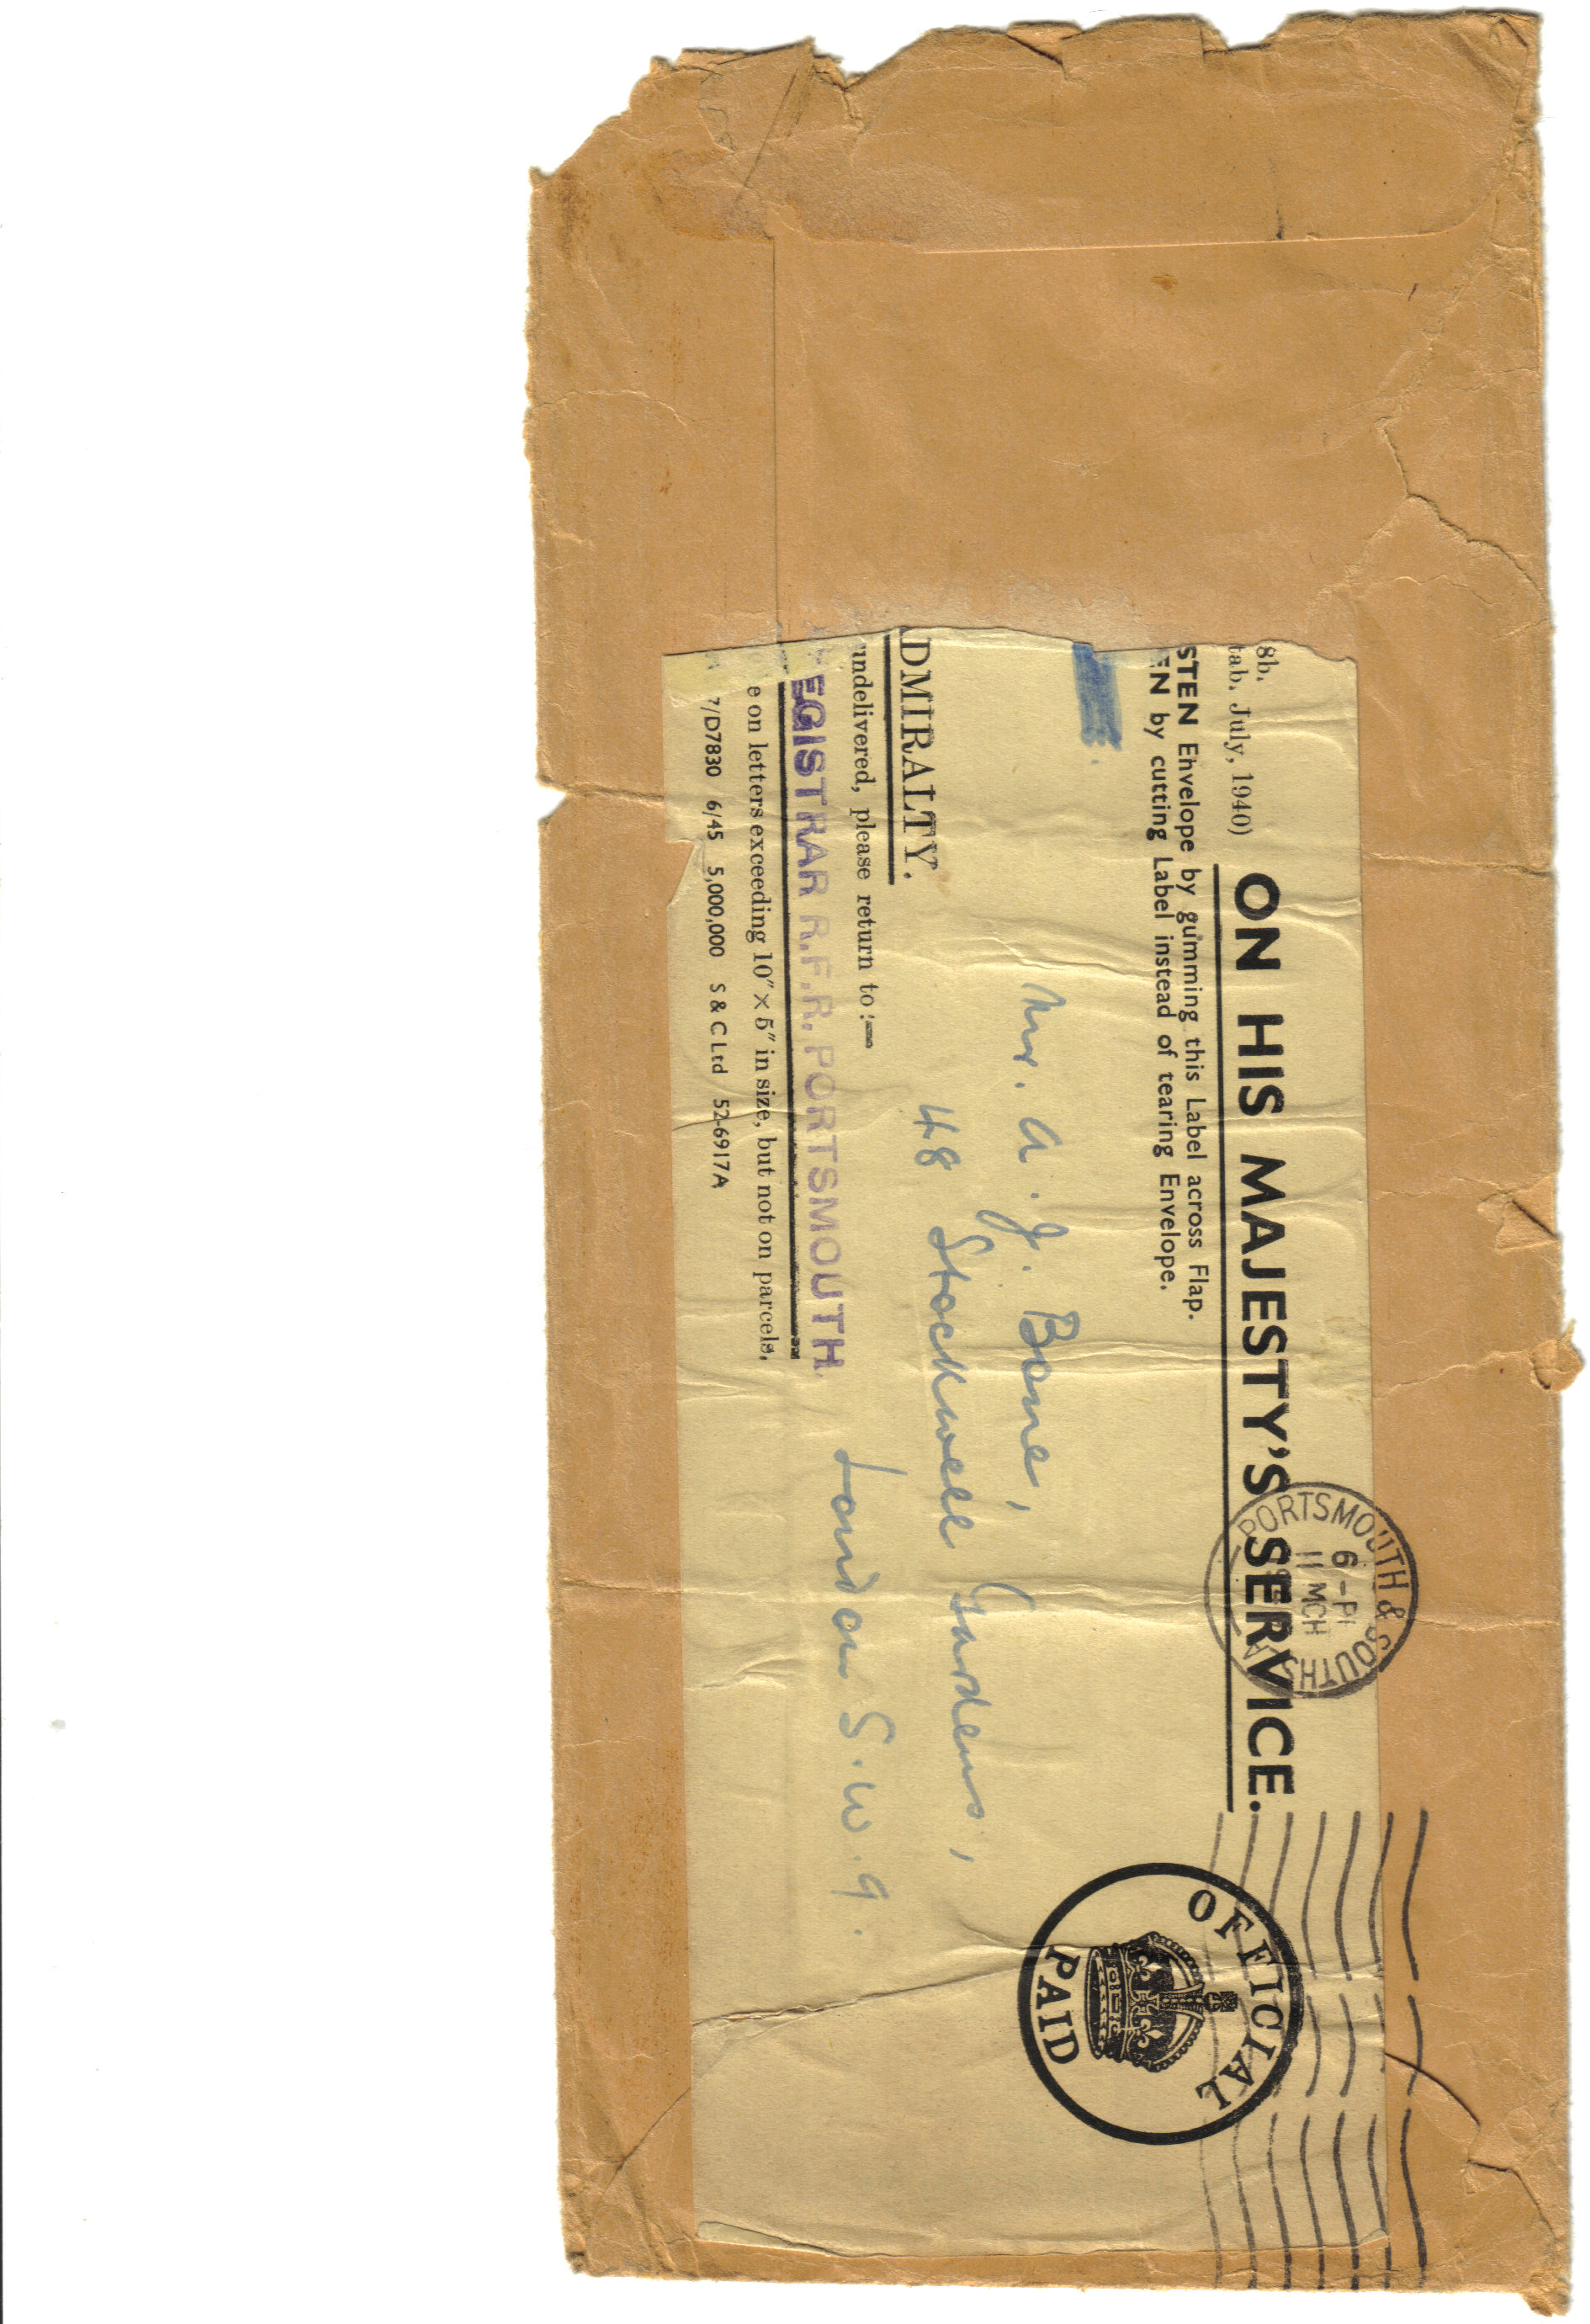 8b.
tab. July, 1940)
ON HIS MAJESTY'S SERVICE.
STEN Envelope by gumming this Label across Flap.
EN by cutting Label instead of tearing Envelope.
PORTSMOUTH & SOUTHSEA
6 - P
11 MCH
OFFICIAL
PAID
Mr. A. J. Bone,
48 Stockwell Gardens,
London S.W.9.
DMIRALTY.
undelivered, please return to :—
EGISTRAR R.F.R. PORTSMOUTH.
e on letters exceeding 10″ × 5″ in size, but not on parcels.
7/D7830 6/45 5,000,000 S & C Ltd 52-6917A